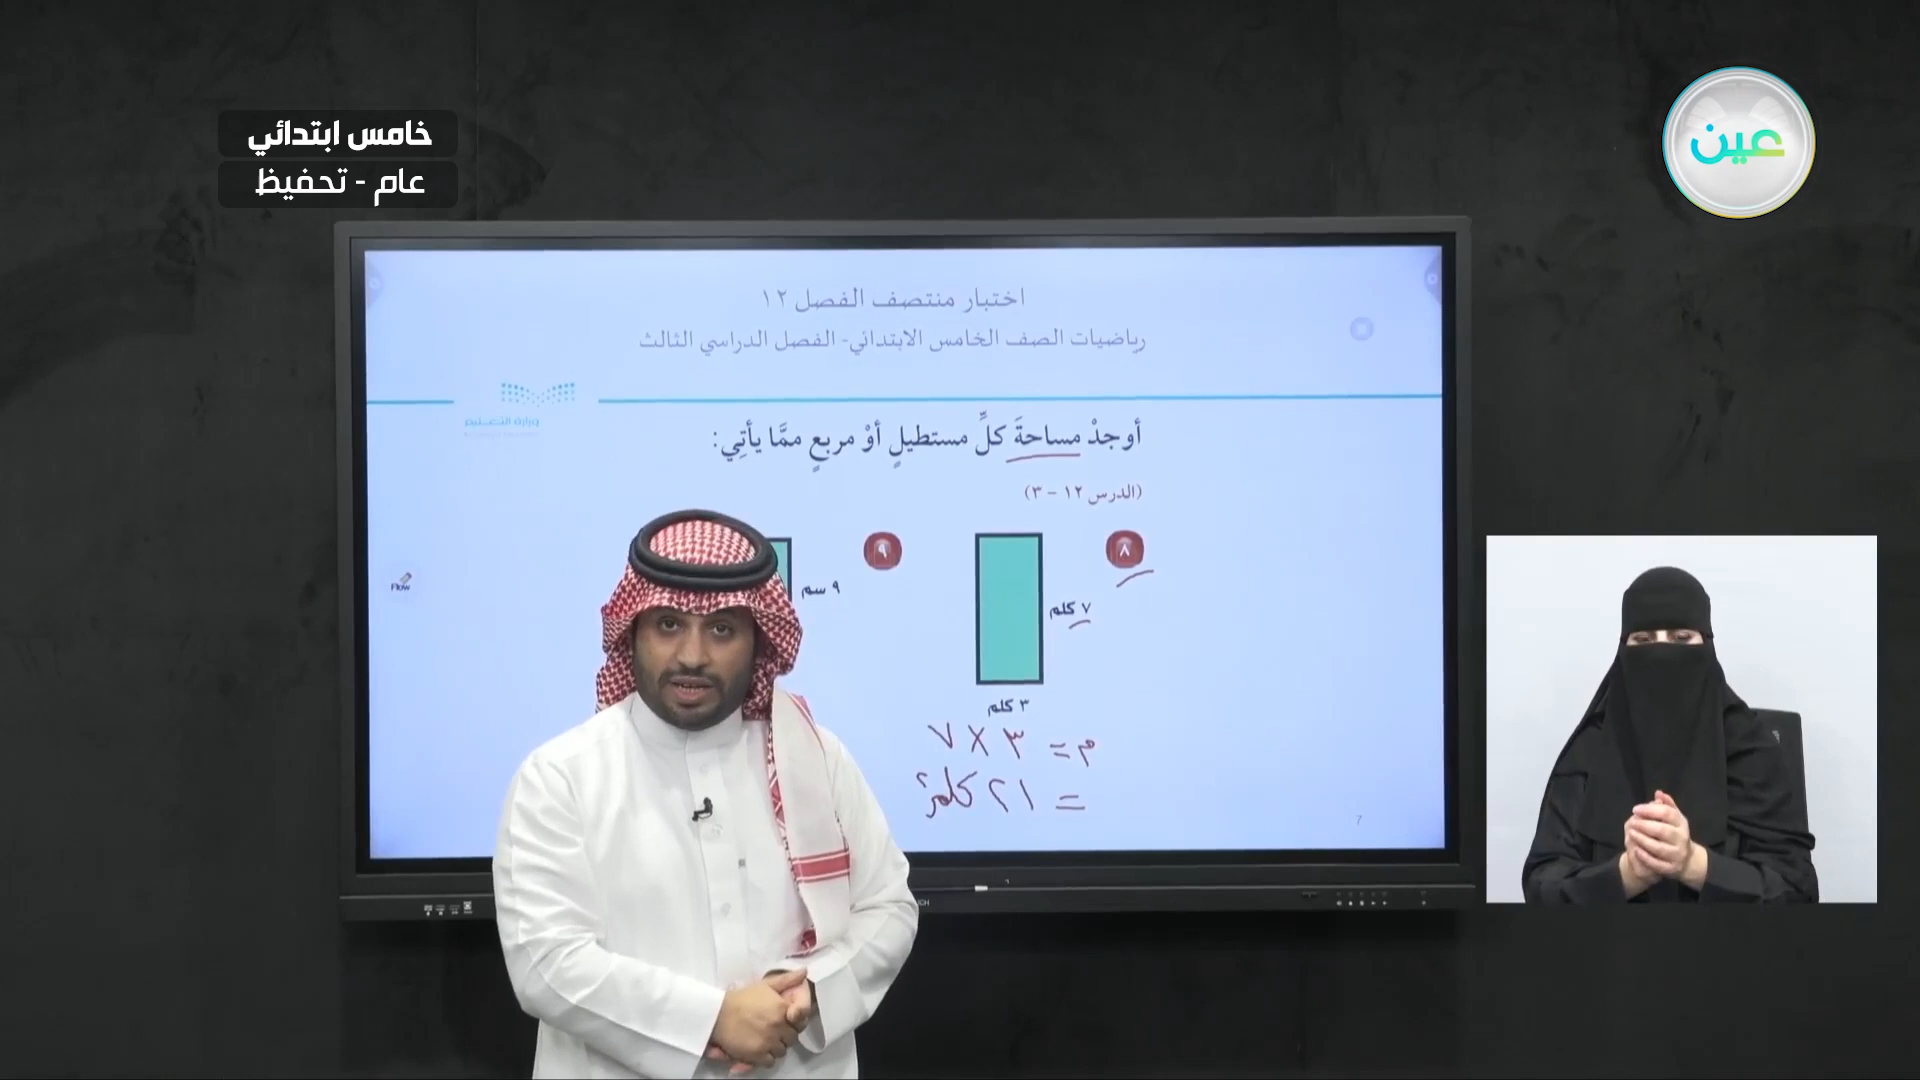 خامس ابتدائي
عام - تحفيظ
عين
اختبار منتصف الفصل ١٢
رياضيات الصف الخامس الابتدائي- الفصل الدراسي الثالث
وزارة التعليم
أوجدْ مساحةَ كلِّ مستطيلٍ أوْ مربعٍ ممَّا يأتِي:
(الدرس ١٢ – ٣)
٨
٧ كلم
٣ كلم
٩
٩ سم
م = ٣ × ٧
= ٢١ كلم٢
Flow
7